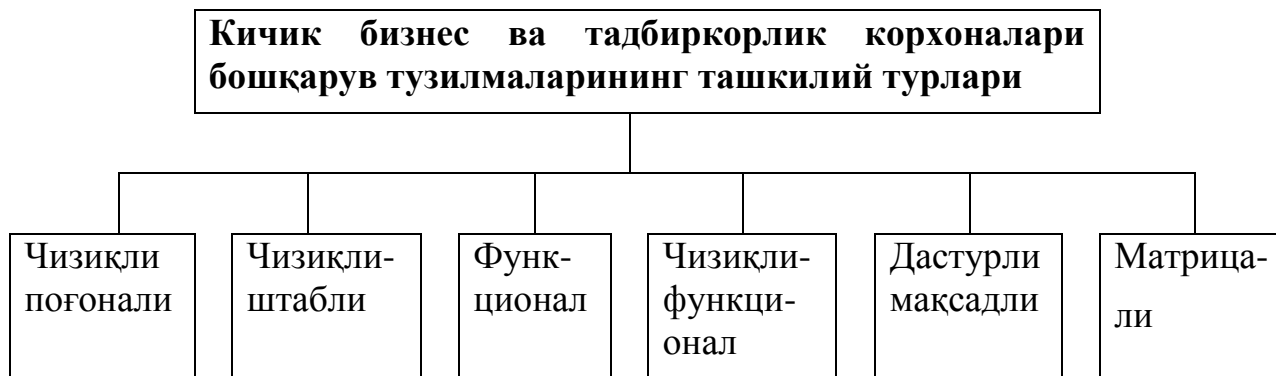 Кичик бизнес ва тадбиркорлик корхоналари
бошқарув тузилмаларининг ташкилий турлари
Чизиқли
поғонали
Чизиқли-
штабли
Функ-
ционал
Чизиқли-
функци-
онал
Дастурли
мақсадли
Матрица-
ли